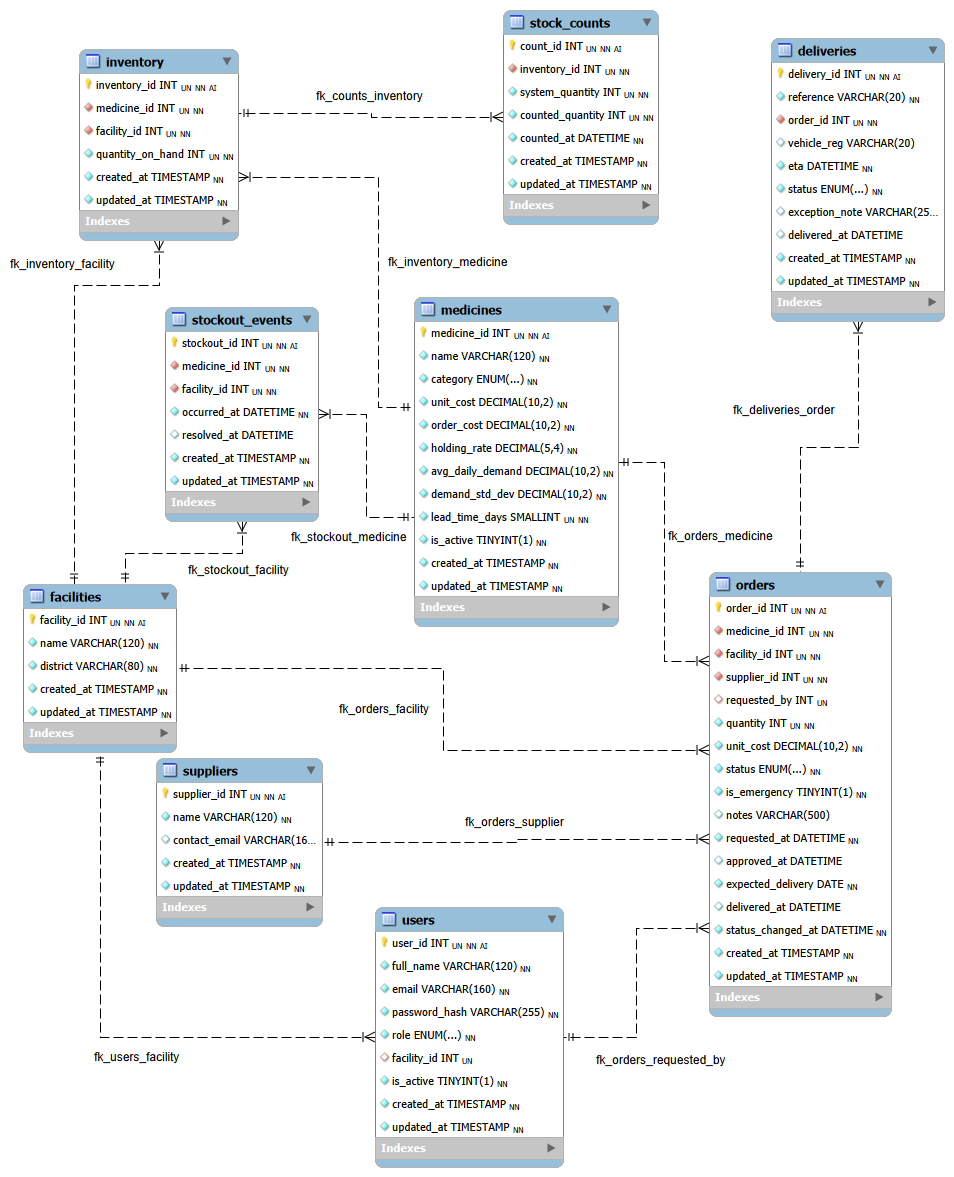 stock_counts
count_id INT UN NN AI
inventory_id INT UN NN
system_quantity INT UN NN
counted_quantity INT UN NN
counted_at DATETIME NN
created_at TIMESTAMP NN
updated_at TIMESTAMP NN
Indexes
inventory
inventory_id INT UN NN AI
medicine_id INT UN NN
facility_id INT UN NN
quantity_on_hand INT UN NN
created_at TIMESTAMP NN
updated_at TIMESTAMP NN
Indexes
fk_counts_inventory
deliveries
delivery_id INT UN NN AI
reference VARCHAR(20) NN
order_id INT UN NN
vehicle_reg VARCHAR(20)
eta DATETIME NN
status ENUM(...) NN
exception_note VARCHAR(25...
delivered_at DATETIME
created_at TIMESTAMP NN
updated_at TIMESTAMP NN
Indexes
fk_inventory_facility
fk_inventory_medicine
stockout_events
stockout_id INT UN NN AI
medicine_id INT UN NN
facility_id INT UN NN
occurred_at DATETIME NN
resolved_at DATETIME
created_at TIMESTAMP NN
updated_at TIMESTAMP NN
Indexes
medicines
medicine_id INT UN NN AI
name VARCHAR(120) NN
category ENUM(...) NN
unit_cost DECIMAL(10,2) NN
order_cost DECIMAL(10,2) NN
holding_rate DECIMAL(5,4) NN
avg_daily_demand DECIMAL(10,2) NN
demand_std_dev DECIMAL(10,2) NN
lead_time_days SMALLINT UN NN
is_active TINYINT(1) NN
created_at TIMESTAMP NN
updated_at TIMESTAMP NN
Indexes
fk_deliveries_order
fk_stockout_medicine
fk_orders_medicine
fk_stockout_facility
facilities
facility_id INT UN NN AI
name VARCHAR(120) NN
district VARCHAR(80) NN
created_at TIMESTAMP NN
updated_at TIMESTAMP NN
Indexes
orders
order_id INT UN NN AI
medicine_id INT UN NN
facility_id INT UN NN
supplier_id INT UN NN
requested_by INT UN
quantity INT UN NN
unit_cost DECIMAL(10,2) NN
status ENUM(...) NN
is_emergency TINYINT(1) NN
notes VARCHAR(500)
requested_at DATETIME NN
approved_at DATETIME
expected_delivery DATE NN
delivered_at DATETIME
status_changed_at DATETIME NN
created_at TIMESTAMP NN
updated_at TIMESTAMP NN
Indexes
fk_orders_facility
suppliers
supplier_id INT UN NN AI
name VARCHAR(120) NN
contact_email VARCHAR(16...
created_at TIMESTAMP NN
updated_at TIMESTAMP NN
Indexes
fk_orders_supplier
users
user_id INT UN NN AI
full_name VARCHAR(120) NN
email VARCHAR(160) NN
password_hash VARCHAR(255) NN
role ENUM(...) NN
facility_id INT UN
is_active TINYINT(1) NN
created_at TIMESTAMP NN
updated_at TIMESTAMP NN
Indexes
fk_users_facility
fk_orders_requested_by